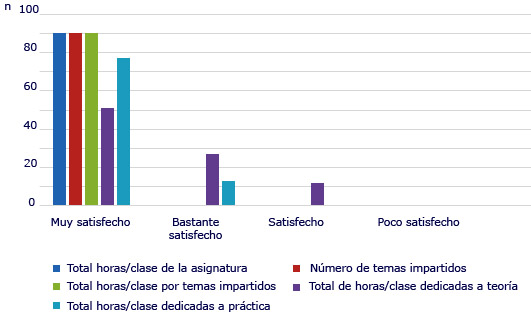 n
100
80
60
40
20
0
Muy satisfecho
Bastante
satisfecho
Satisfecho
Poco satisfecho
Total horas/clase de la asignatura
Número de temas impartidos
Total horas/clase por temas impartidos
Total de horas/clase dedicadas a teoría
Total horas/clase dedicadas a práctica